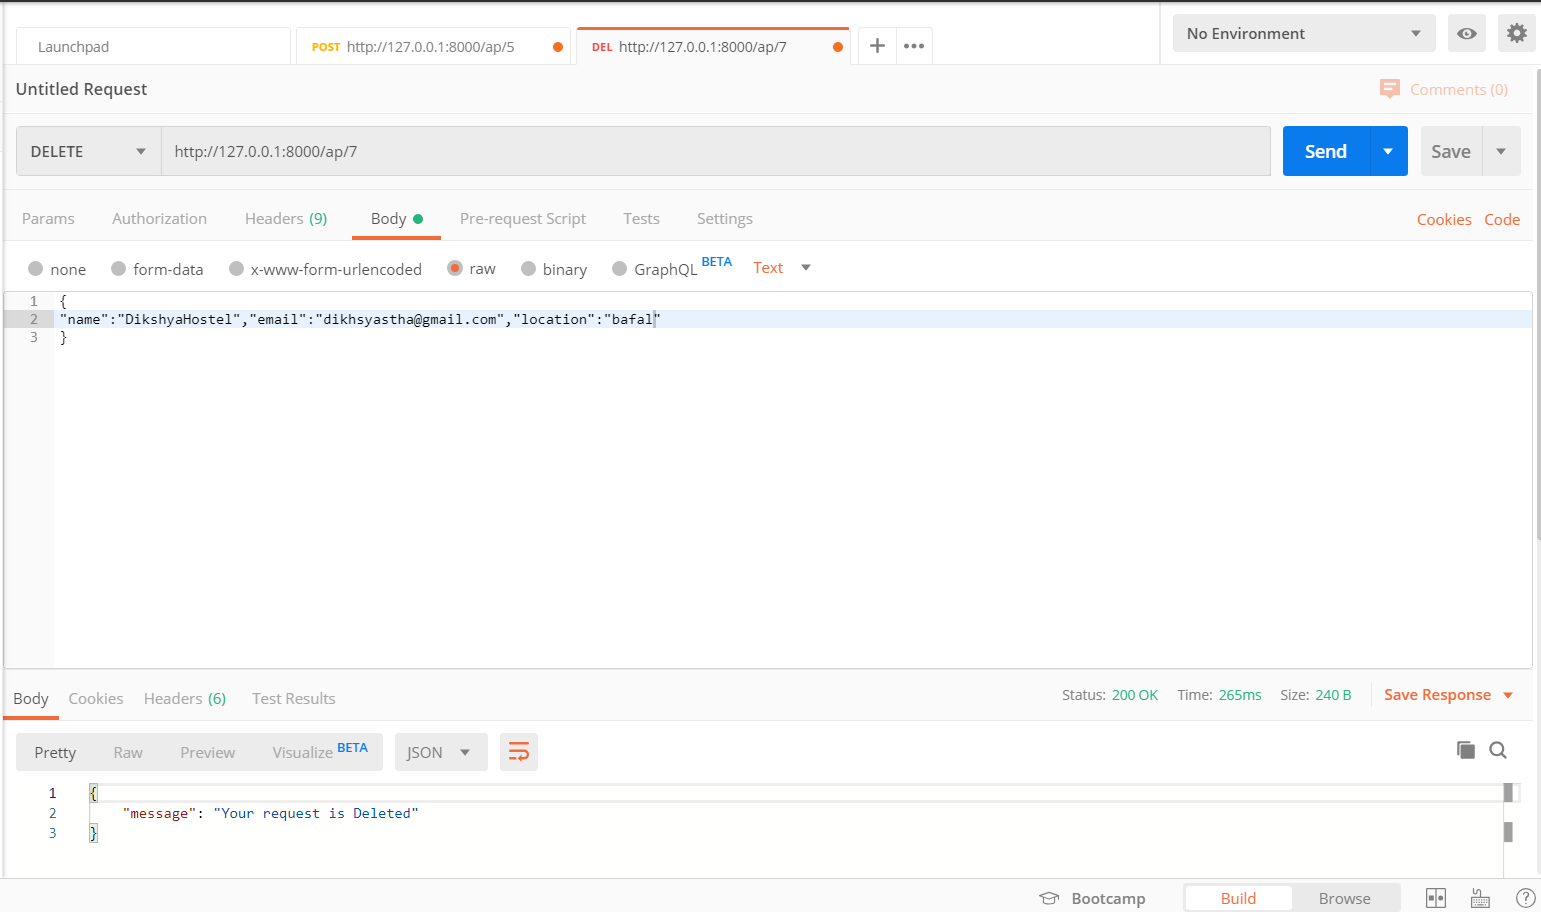 Launchpad
POST http://127.0.0.1:8000/ap/5
DEL http://127.0.0.1:8000/ap/7
No Environment
Untitled Request
Comments (0)
DELETE
http://127.0.0.1:8000/ap/7
Send
Save
Params
Authorization
Headers (9)
Body
Pre-request Script
Tests
Settings
Cookies
Code
none
form-data
x-www-form-urlencoded
raw
binary
GraphQL BETA
Text
1 {
2 "name":"DikshyaHostel","email":"dikhsyastha@gmail.com","location":"bafal"
3 }
Body
Cookies
Headers (6)
Test Results
Status: 200 OK
Time: 265ms
Size: 240 B
Save Response
Pretty
Raw
Preview
Visualize BETA
JSON
1 {
2 "message": "Your request is Deleted"
3 }
Bootcamp
Build
Browse